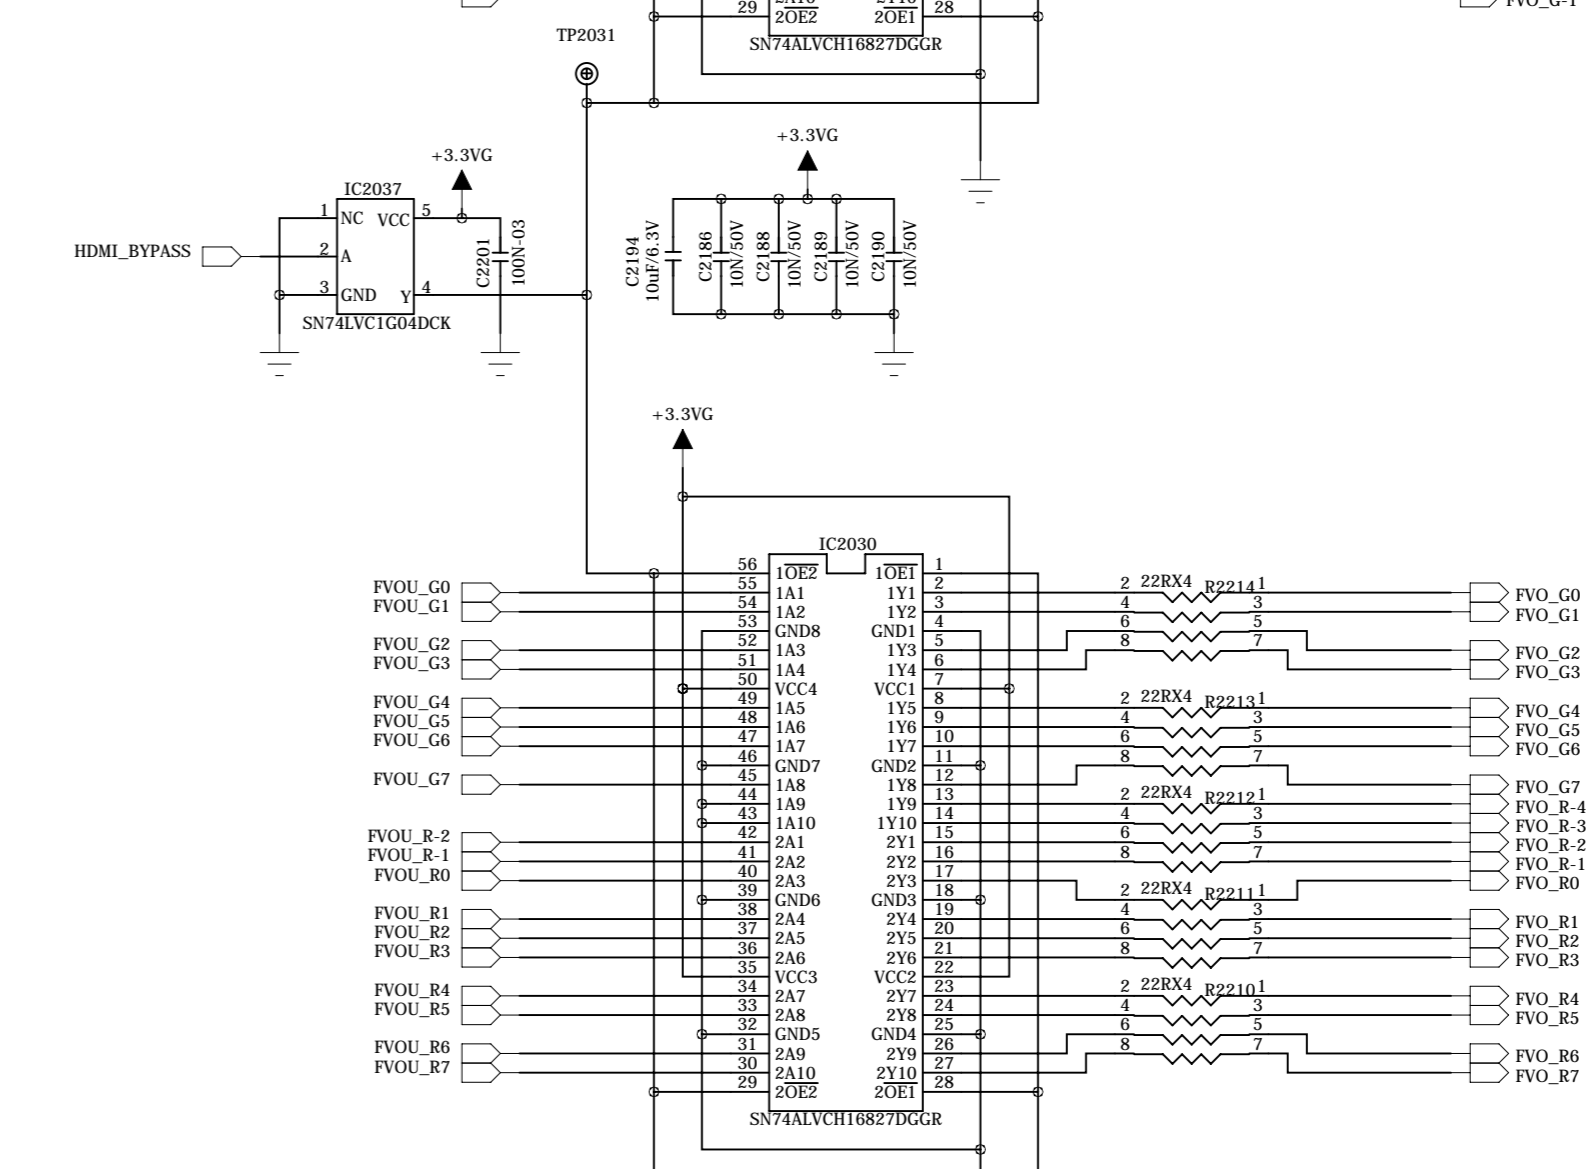 29 2OE2 2OE1 28 FVO_G-1
SN74ALVCH16827DGGR
TP2031
+3.3VG
+3.3VG
IC2037
1 NC VCC 5
HDMI_BYPASS 2 A
3 GND Y 4
SN74LVC1G04DCK
C2201 100N-03
C2194 10uF/6.3V
C2186 10N/50V
C2188 10N/50V
C2189 10N/50V
C2190 10N/50V
+3.3VG
IC2030
56 1OE2 1OE1 1
FVOU_G0 55 1A1 1Y1 2 2 22RX4 R2214 1 FVO_G0
FVOU_G1 54 1A2 1Y2 3 4 3 FVO_G1
53 GND8 GND1 4 6 5
FVOU_G2 52 1A3 1Y3 5 8 7 FVO_G2
FVOU_G3 51 1A4 1Y4 6 FVO_G3
50 VCC4 VCC1 7
FVOU_G4 49 1A5 1Y5 8 2 22RX4 R2213 1 FVO_G4
FVOU_G5 48 1A6 1Y6 9 4 3 FVO_G5
FVOU_G6 47 1A7 1Y7 10 6 5 FVO_G6
46 GND7 GND2 11 8 7
FVOU_G7 45 1A8 1Y8 12 FVO_G7
44 1A9 1Y9 13 2 22RX4 R2212 1 FVO_R-4
43 1A10 1Y10 14 4 3 FVO_R-3
FVOU_R-2 42 2A1 2Y1 15 6 5 FVO_R-2
FVOU_R-1 41 2A2 2Y2 16 8 7 FVO_R-1
FVOU_R0 40 2A3 2Y3 17 FVO_R0
39 GND6 GND3 18 2 22RX4 R2211 1
FVOU_R1 38 2A4 2Y4 19 4 3 FVO_R1
FVOU_R2 37 2A5 2Y5 20 6 5 FVO_R2
FVOU_R3 36 2A6 2Y6 21 8 7 FVO_R3
35 VCC3 VCC2 22
FVOU_R4 34 2A7 2Y7 23 2 22RX4 R2210 1 FVO_R4
FVOU_R5 33 2A8 2Y8 24 4 3 FVO_R5
32 GND5 GND4 25 6 5
FVOU_R6 31 2A9 2Y9 26 8 7 FVO_R6
FVOU_R7 30 2A10 2Y10 27 FVO_R7
29 2OE2 2OE1 28
SN74ALVCH16827DGGR